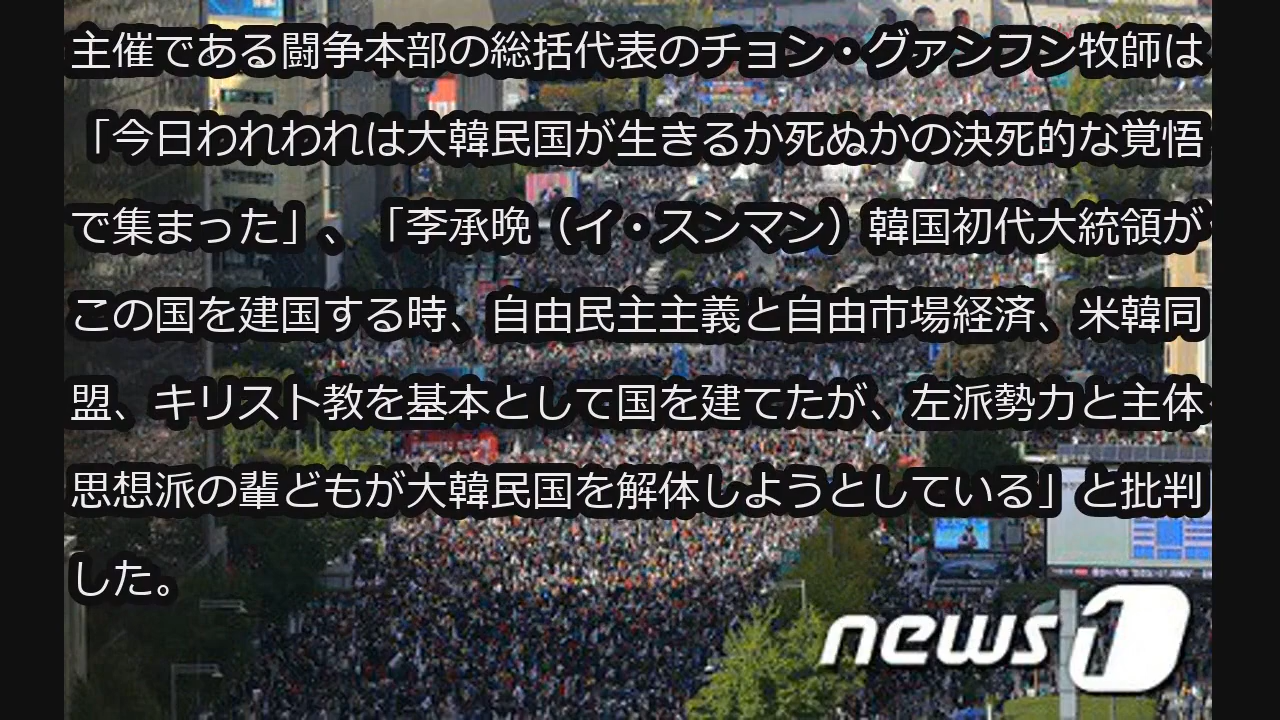 主催である闘争本部の総括代表のチョン・グァンフン牧師は
「今日われわれは大韓民国が生きるか死ぬかの決死的な覚悟
で集まった」、「李承晩（イ・スンマン）韓国初代大統領が
この国を建国する時、自由民主主義と自由市場経済、米韓同
盟、キリスト教を基本として国を建てたが、左派勢力と主体
思想派の輩どもが大韓民国を解体しようとしている」と批判
した。
news1